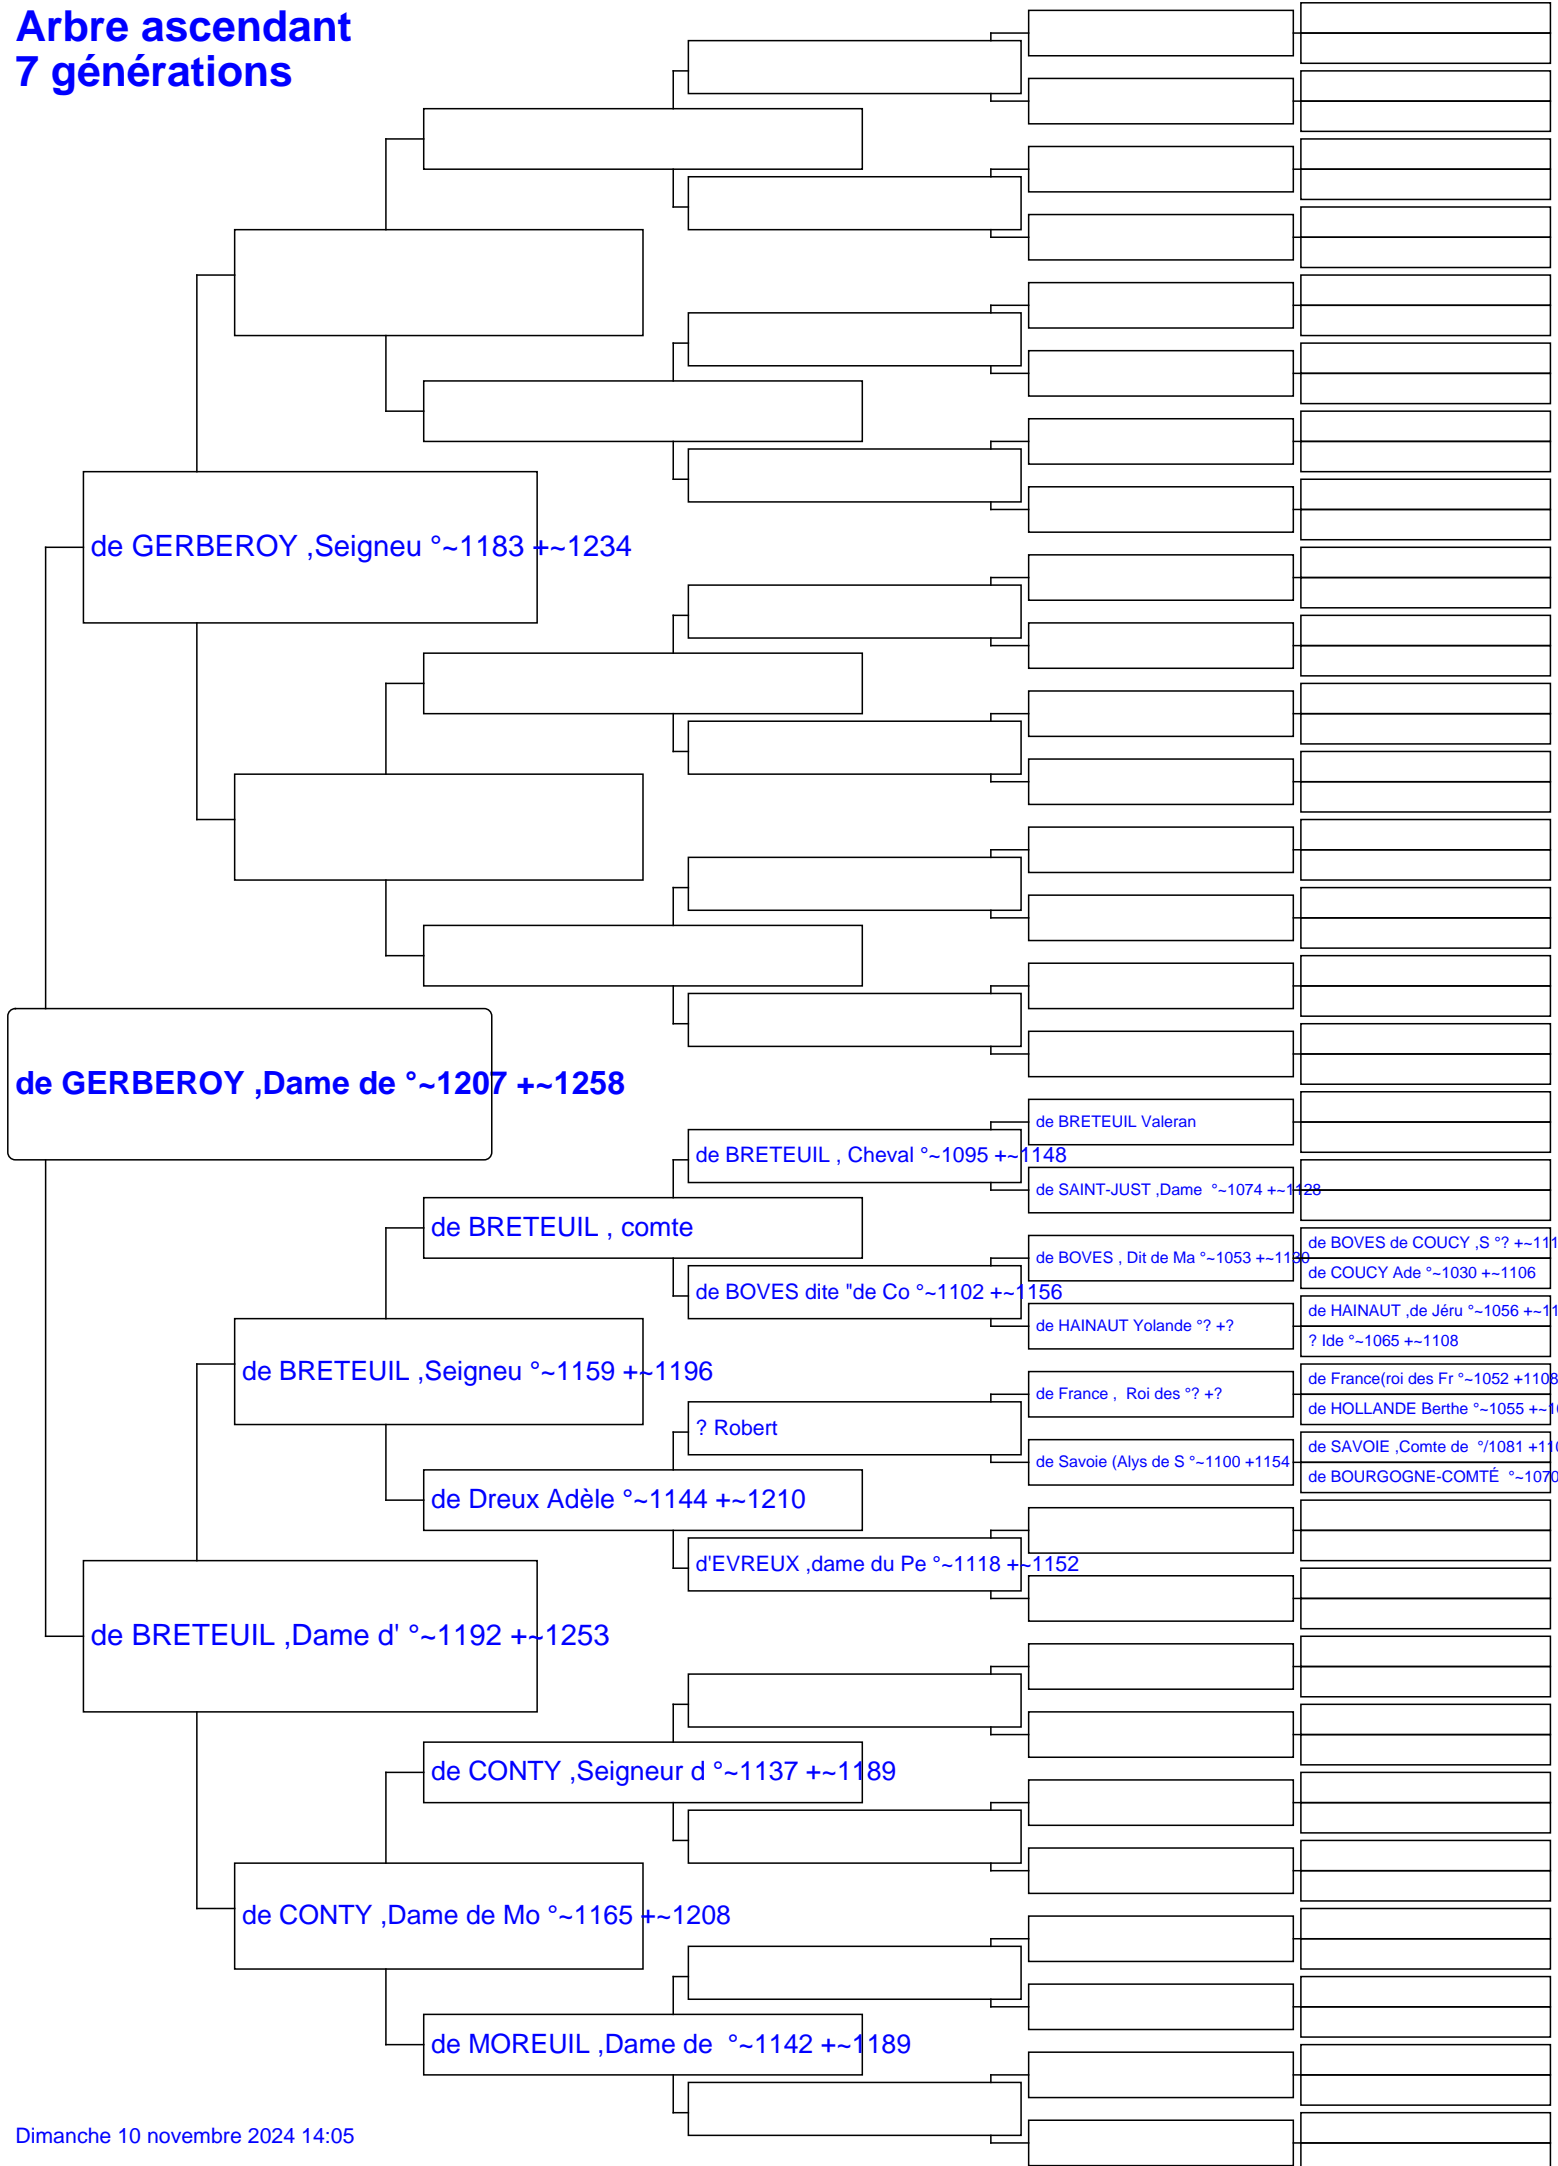 Arbre ascendant
7 générations
de GERBEROY ,Seigneu °~1183 +~1234
de GERBEROY ,Dame de °~1207 +~1258
de BRETEUIL Valeran
de BRETEUIL , Cheval °~1095 +~1148
de SAINT-JUST ,Dame  °~1074 +~1128
de BRETEUIL , comte
de BOVES de COUCY ,S °? +~111
de BOVES , Dit de Ma °~1053 +~1130
de COUCY Ade °~1030 +~1106
de BOVES dite "de Co °~1102 +~1156
de HAINAUT ,de Jéru °~1056 +~11
de HAINAUT Yolande °? +?
? Ide °~1065 +~1108
de BRETEUIL ,Seigneu °~1159 +~1196
de France(roi des Fr °~1052 +1108
de France ,  Roi des °? +?
de HOLLANDE Berthe °~1055 +~10
? Robert
de SAVOIE ,Comte de  °/1081 +110
de Savoie (Alys de S °~1100 +1154
de BOURGOGNE-COMTÉ  °~1070
de Dreux Adèle °~1144 +~1210
d'EVREUX ,dame du Pe °~1118 +~1152
de BRETEUIL ,Dame d' °~1192 +~1253
de CONTY ,Seigneur d °~1137 +~1189
de CONTY ,Dame de Mo °~1165 +~1208
de MOREUIL ,Dame de  °~1142 +~1189
Dimanche 10 novembre 2024 14:05